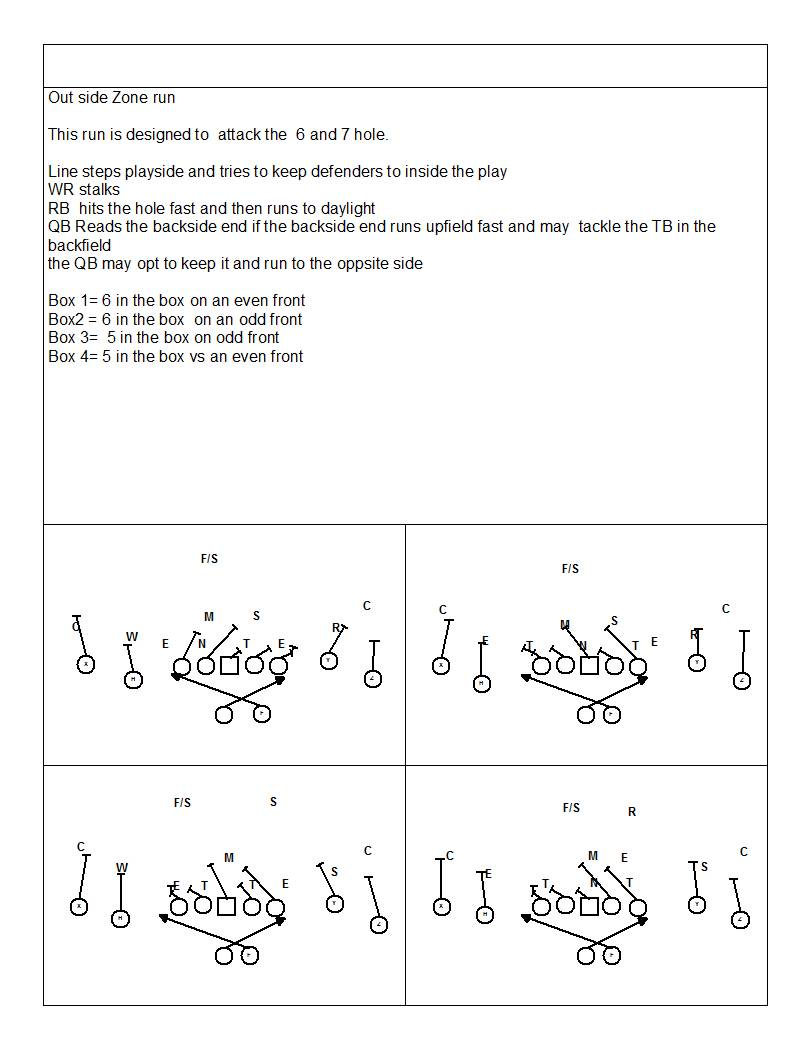 Out side Zone run
This run is designed to  attack the  6 and 7 hole.
Line steps playside and tries to keep defenders to inside the play
WR stalks
RB  hits the hole fast and then runs to daylight
QB Reads the backside end if the backside end runs upfield fast and may  tackle the TB in the
backfield
the QB may opt to keep it and run to the oppsite side
Box 1= 6 in the box on an even front
Box2 = 6 in the box  on an odd front
Box 3=  5 in the box on odd front
Box 4= 5 in the box vs an even front
F/S
C W E N M S T E R C
X H Y Z
F
F/S
C E T M N S T E R C
X H Y Z
F
F/S S
C W E T M T E S C
X H Y Z
F
F/S R
C E T M N E T S C
X H Y Z
F